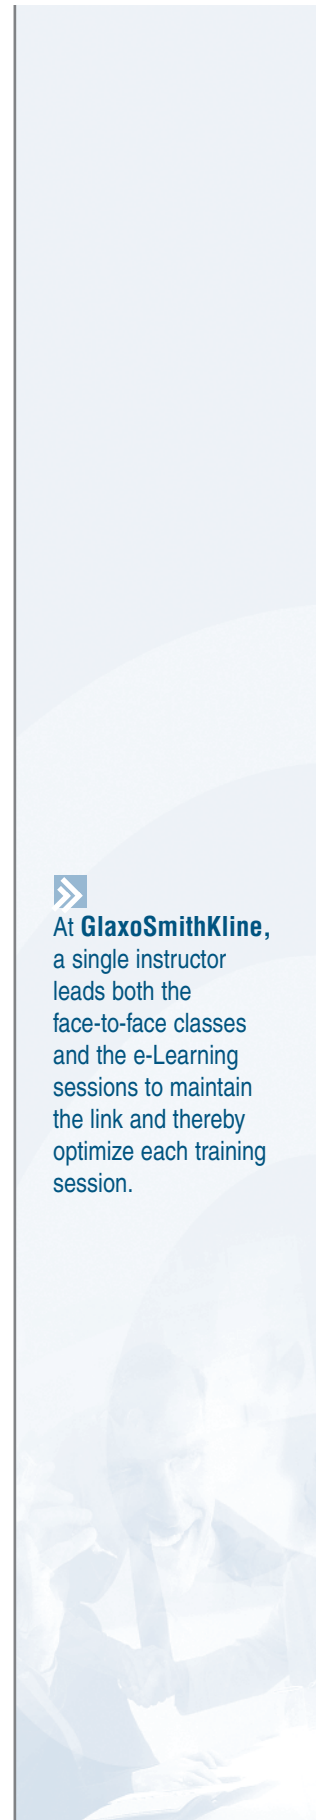 At GlaxoSmithKline,
a single instructor
leads both the
face-to-face classes
and the e-Learning
sessions to maintain
the link and thereby
optimize each training
session.